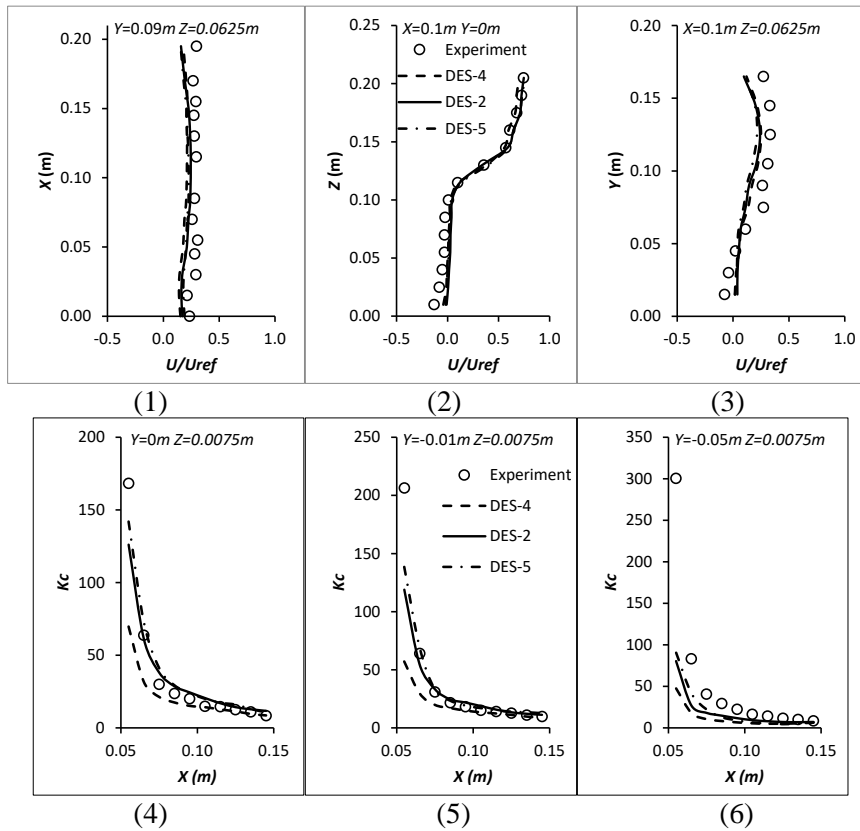 Y=0.09m Z=0.0625m
0.20
0.15
0.10
0.05
0.00
X (m)
-0.5 0.0 0.5 1.0
U/Uref
(1)
X=0.1m Y=0m
Experiment
DES-4
DES-2
DES-5
0.25
0.20
0.15
0.10
0.05
0.00
Z (m)
-0.5 0.0 0.5 1.0
U/Uref
(2)
X=0.1m Z=0.0625m
0.20
0.15
0.10
0.05
0.00
Y (m)
-0.5 0.0 0.5 1.0
U/Uref
(3)
Y=0m Z=0.0075m
200
150
100
50
0
Kc
0.05 0.10 0.15
X (m)
(4)
Y=-0.01m Z=0.0075m
Experiment
DES-4
DES-2
DES-5
250
200
150
100
50
0
Kc
0.05 0.10 0.15
X (m)
(5)
Y=-0.05m Z=0.0075m
350
300
250
200
150
100
50
0
Kc
0.05 0.10 0.15
X (m)
(6)